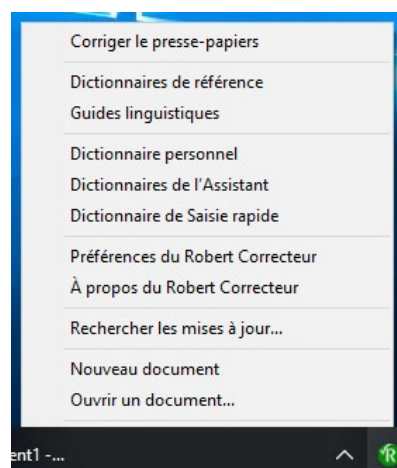 Corriger le presse-papiers
Dictionnaires de référence
Guides linguistiques
Dictionnaire personnel
Dictionnaires de l'Assistant
Dictionnaire de Saisie rapide
Préférences du Robert Correcteur
À propos du Robert Correcteur
Rechercher les mises à jour...
Nouveau document
Ouvrir un document...
ent1 -...
R